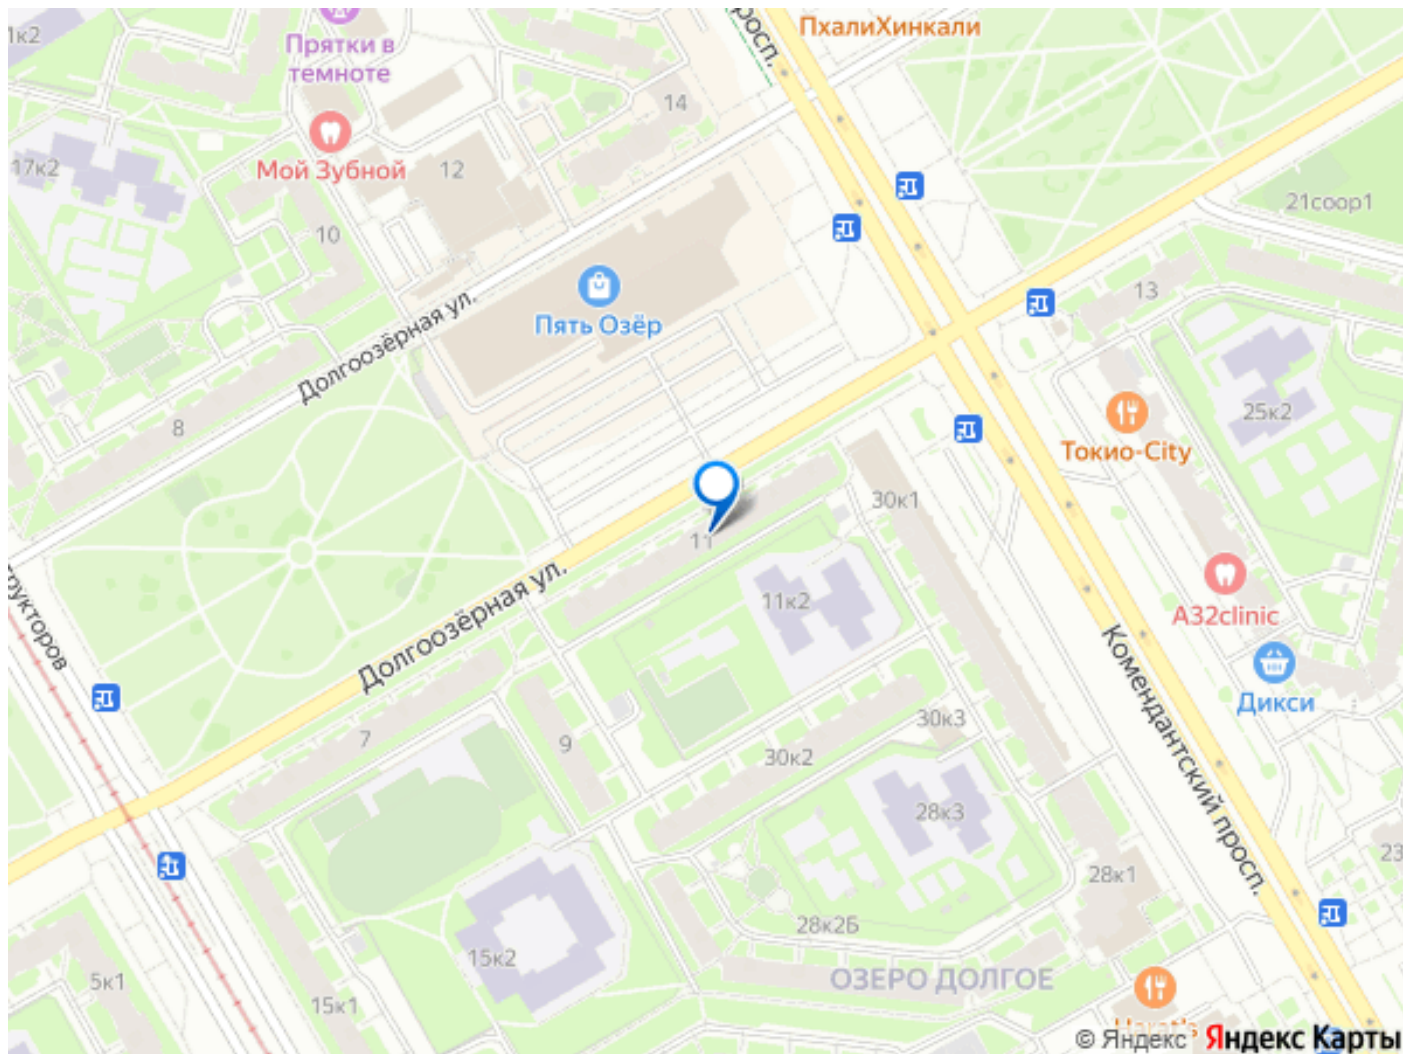 1к2
Прятки в
темноте
росп.
ПхалиХинкали
14
Мой Зубной
12
17к2
10
21соор1
Пять Озёр
13
Долгоозёрная ул.
8
Токио-City
25к2
30к1
11
11к2
A32clinic
Долгоозёрная ул.
рукторов
Комендантский просп.
Дикси
7
9
30к3
30к2
28к3
28к1
23
28к2Б
15к2
ОЗЕРО ДОЛГОЕ
5к1
15к1
© Яндекс Яндекс Карты